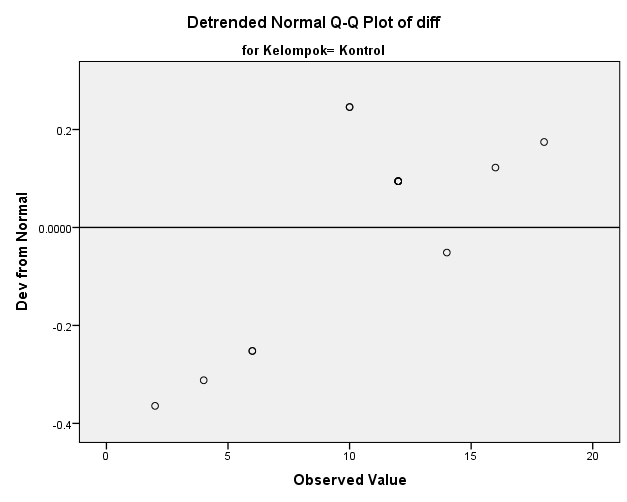 Detrended Normal Q-Q Plot of diff
for Kelompok= Kontrol
Dev from Normal
0.2
0.0000
-0.2
-0.4
0
5
10
15
20
Observed Value